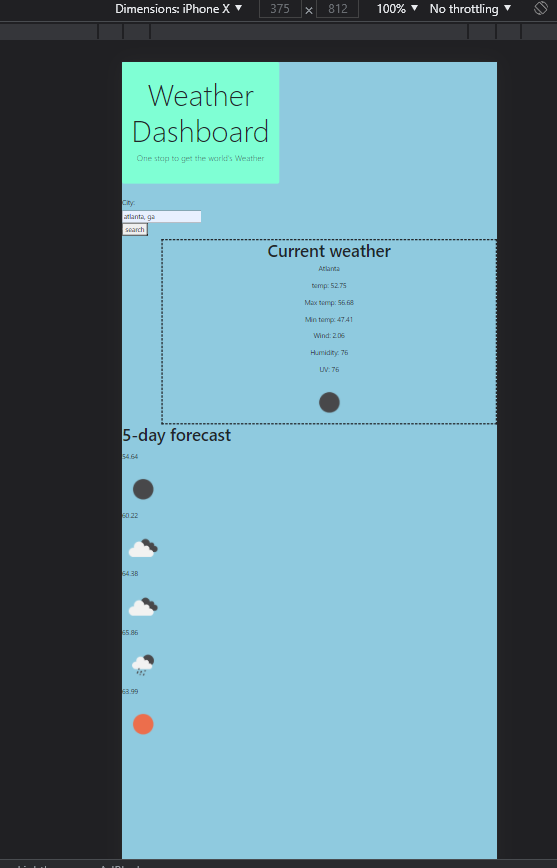 Dimensions: iPhone X ▼ 375 × 812 100% ▼ No throttling ▼
Weather
Dashboard
One stop to get the world's Weather
City:
atlanta, ga
search
Current weather
Atlanta
temp: 52.75
Max temp: 56.68
Min temp: 47.41
Wind: 2.06
Humidity: 76
UV: 76
5-day forecast
54.64
60.22
64.38
65.86
63.99